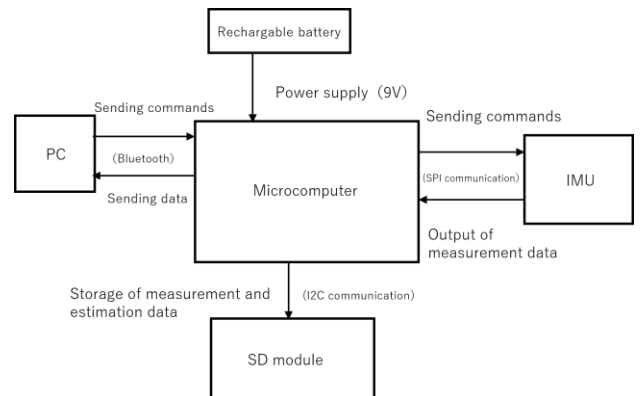 Rechargable battery
Power supply（9V）
Sending commands
Sending commands
PC
(Bluetooth)
Microcomputer
(SPI communication)
IMU
Sending data
Output of
measurement data
Storage of measurement and
estimation data
(I2C communication)
SD module